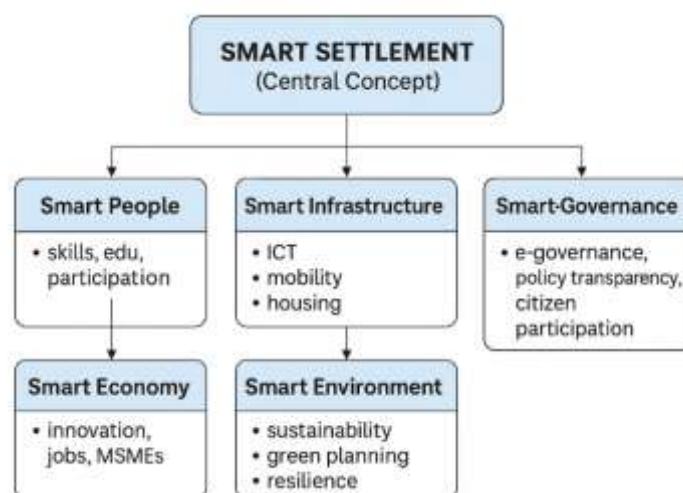 SMART SETTLEMENT
(Central Concept)
Smart People
• skills, edu,
participation
Smart Infrastructure
• ICT
• mobility
• housing
Smart-Governance
• e-governance,
policy transparency,
citizen
participation
Smart Economy
• innovation,
jobs, MSMEs
Smart Environment
• sustainability
• green planning
• resilience